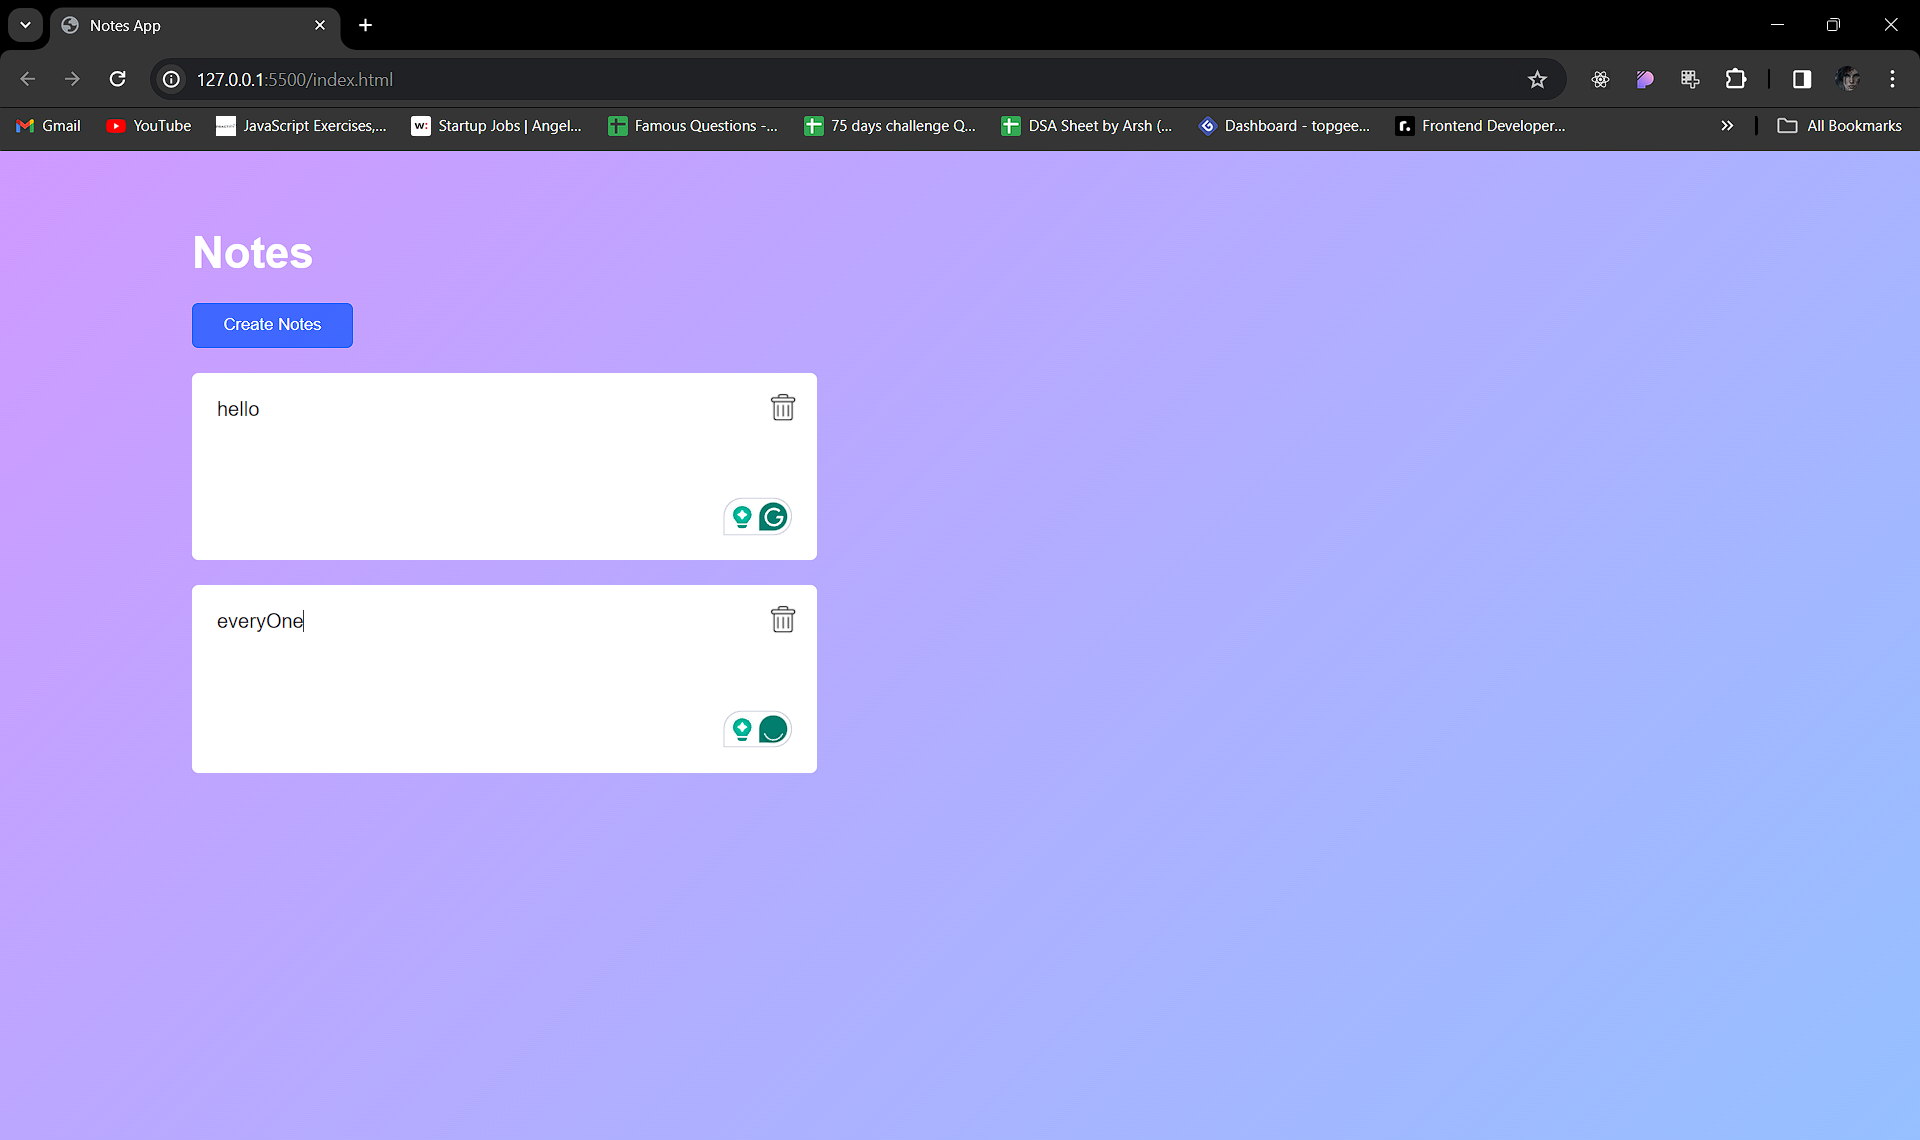 Notes App
127.0.0.1:5500/index.html
Gmail YouTube JavaScript Exercises,... w: Startup Jobs | Angel... Famous Questions -... 75 days challenge Q... DSA Sheet by Arsh (... Dashboard - topgee... r. Frontend Developer... All Bookmarks
Notes
Create Notes
hello
everyOne